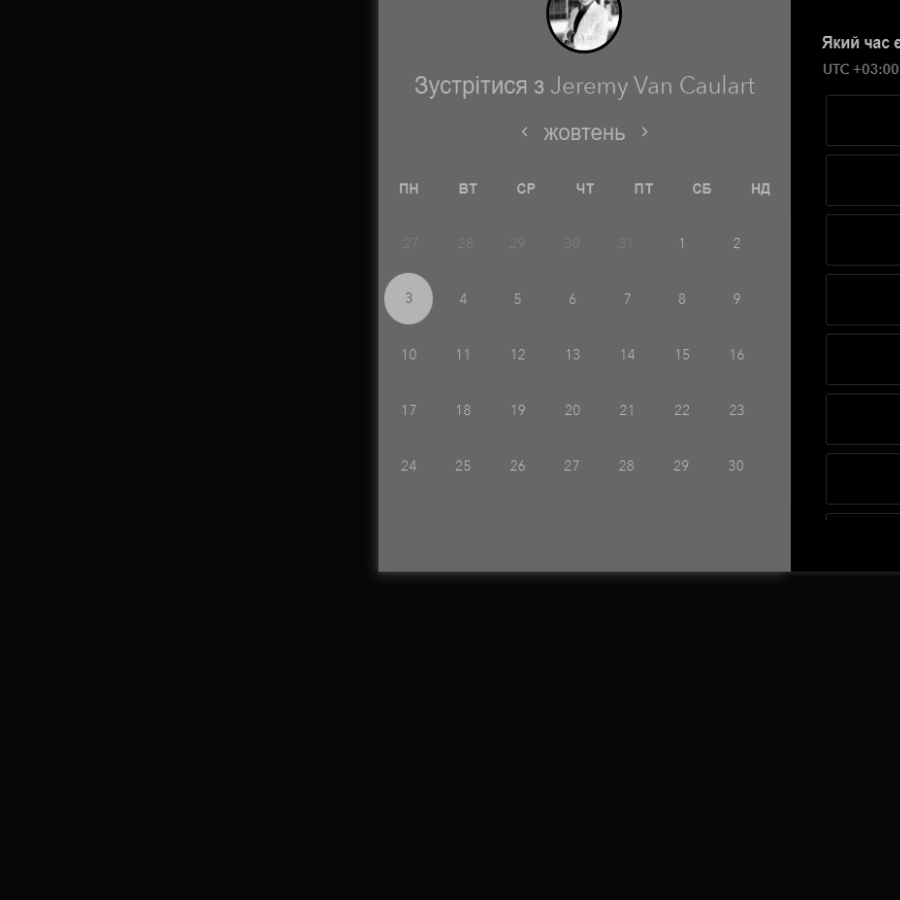 Зустрітися з Jeremy Van Caulart
‹ жовтень ›
ПН ВТ СР ЧТ ПТ СБ НД
27 28 29 30 31 1 2
3 4 5 6 7 8 9
10 11 12 13 14 15 16
17 18 19 20 21 22 23
24 25 26 27 28 29 30
Який час є
UTC +03:00